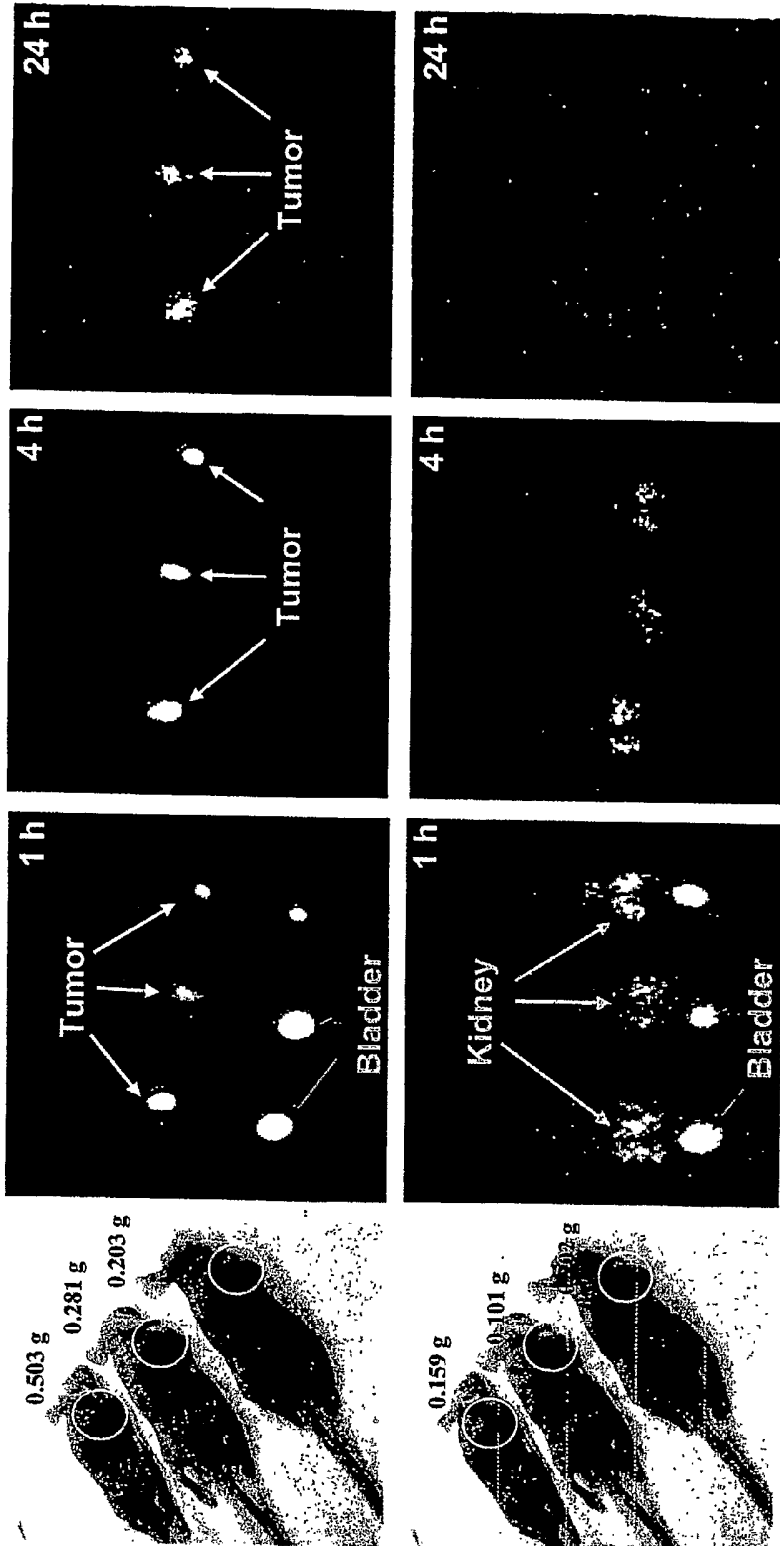 0.503 g
0.281 g
0.203 g
1 h
Tumor
Bladder
4 h
Tumor
24 h
Tumor
0.159 g
0.101 g
1 h
Kidney
Bladder
4 h
24 h